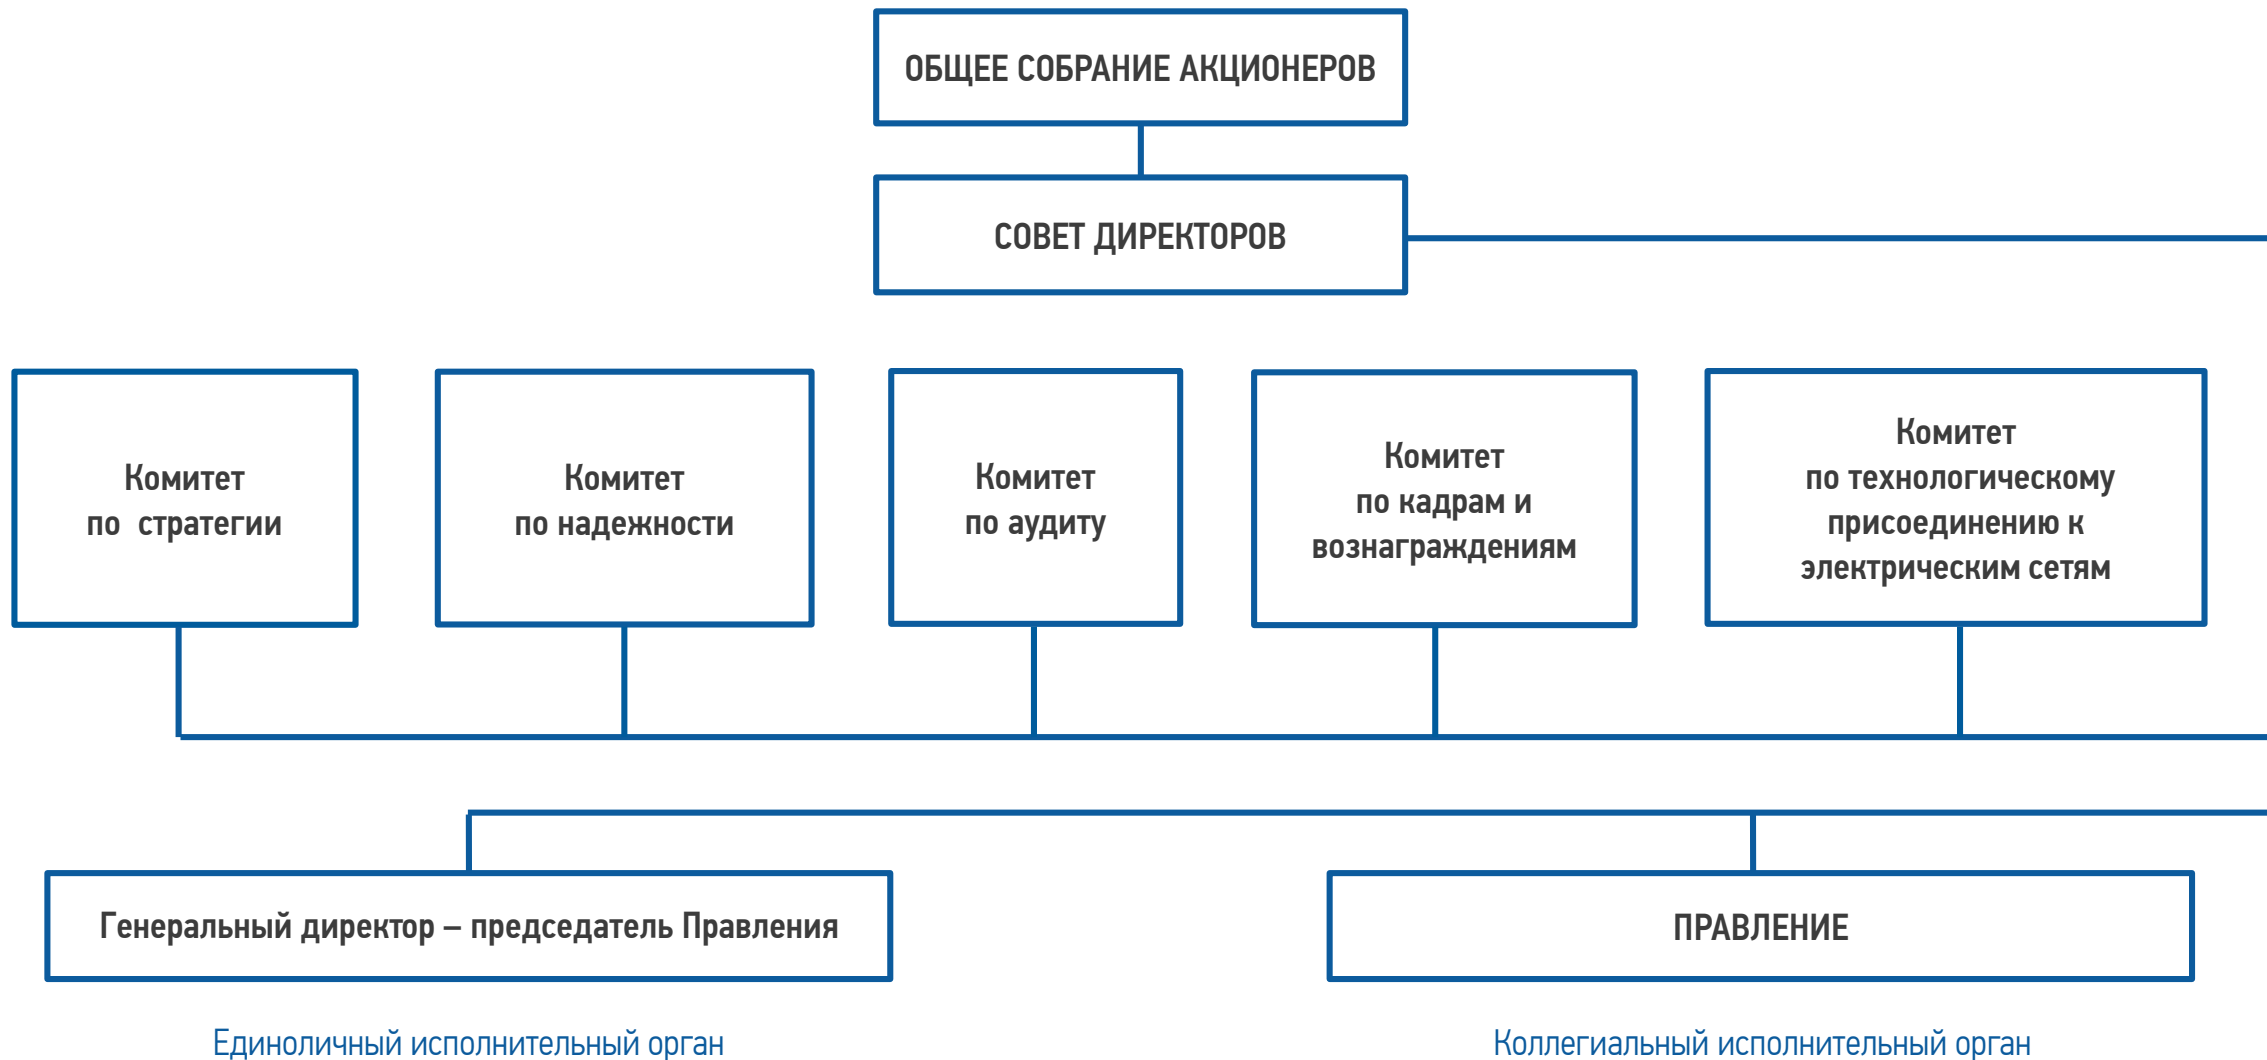 ОБЩЕЕ СОБРАНИЕ АКЦИОНЕРОВ
СОВЕТ ДИРЕКТОРОВ
Комитет
по стратегии
Комитет
по надежности
Комитет
по аудиту
Комитет
по кадрам и
вознаграждениям
Комитет
по технологическому
присоединению к
электрическим сетям
Генеральный директор – председатель Правления
ПРАВЛЕНИЕ
Единоличный исполнительный орган
Коллегиальный исполнительный орган